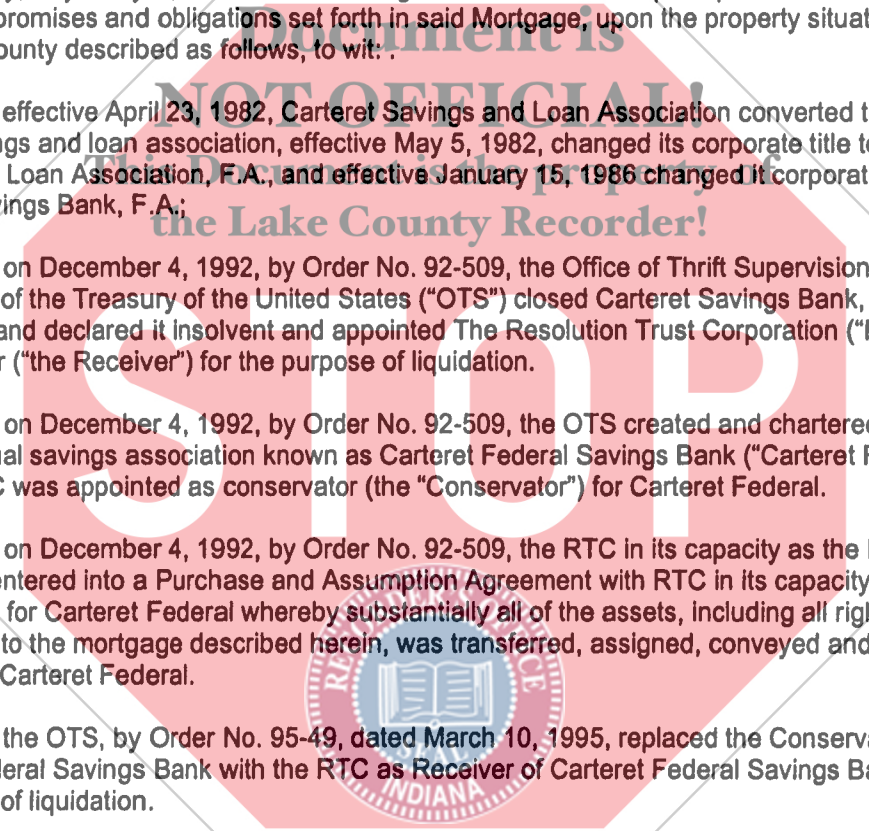 promises and obligations set forth in said Mortgage, upon the property situat
Document is
ounty described as follows, to wit: .
NOT OFFICIAL!
effective April 23, 1982, Carteret Savings and Loan Association converted t
ngs and loan association, effective May 5, 1982, changed its corporate title to
This Document is the property of
Loan Association, F.A., and effective January 15, 1986 changed it corporat
vings Bank, F.A.;
the Lake County Recorder!
on December 4, 1992, by Order No. 92-509, the Office of Thrift Supervision
of the Treasury of the United States ("OTS") closed Carteret Savings Bank,
and declared it insolvent and appointed The Resolution Trust Corporation ("
r ("the Receiver") for the purpose of liquidation.
STOP
on December 4, 1992, by Order No. 92-509, the OTS created and chartered
al savings association known as Carteret Federal Savings Bank ("Carteret F
C was appointed as conservator (the "Conservator") for Carteret Federal.
on December 4, 1992, by Order No. 92-509, the RTC in its capacity as the
entered into a Purchase and Assumption Agreement with RTC in its capacity
for Carteret Federal whereby substantially all of the assets, including all righ
to the mortgage described herein, was transferred, assigned, conveyed and
Carteret Federal.
RECORDER'S OFFICE
the OTS, by Order No. 95-49, dated March 10, 1995, replaced the Conserva
SEAL
deral Savings Bank with the RTC as Receiver of Carteret Federal Savings Ba
INDIANA
of liquidation.